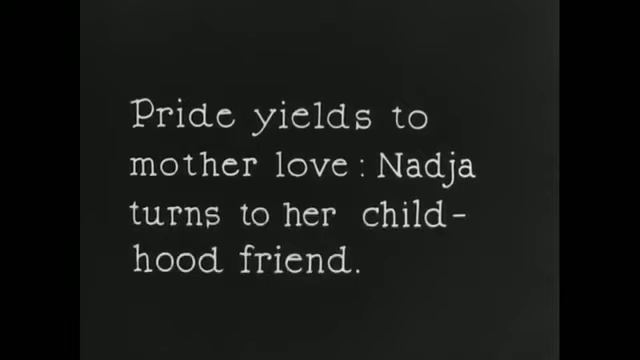 Pride yields to
mother love : Nadja
turns to her child-
hood friend.